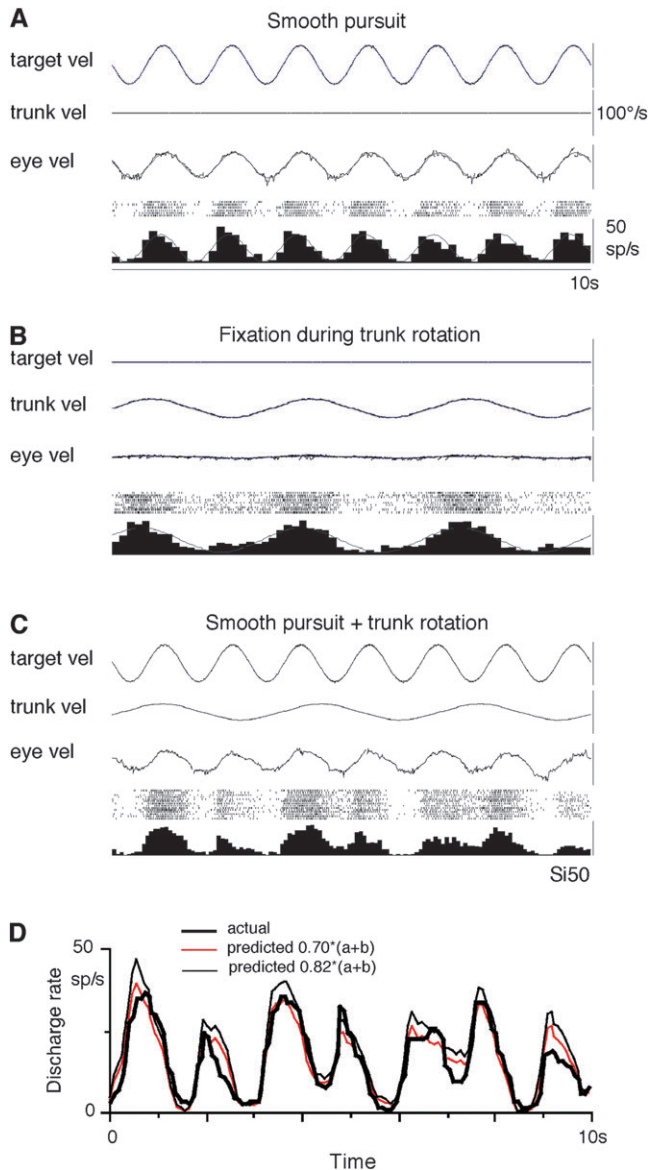 A
Smooth pursuit
target vel
trunk vel
100°/s
eye vel
50
sp/s
10s
B
Fixation during trunk rotation
target vel
trunk vel
eye vel
C
Smooth pursuit + trunk rotation
target vel
trunk vel
eye vel
Si50
D
actual
predicted 0.70*(a+b)
predicted 0.82*(a+b)
50
sp/s
Discharge rate
0
0
10s
Time